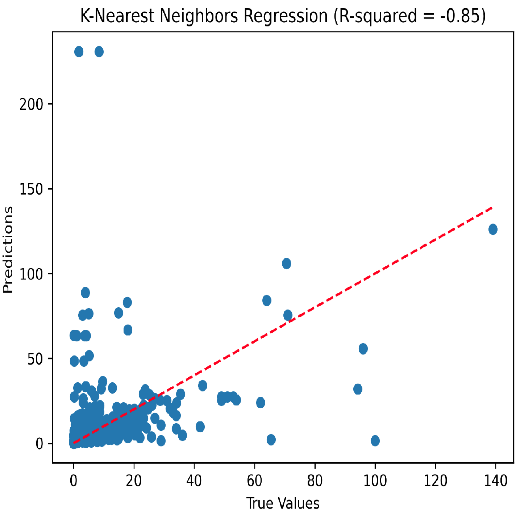 K-Nearest Neighbors Regression (R-squared = -0.85)
200
150
100
50
0
Predictions
0 20 40 60 80 100 120 140
True Values